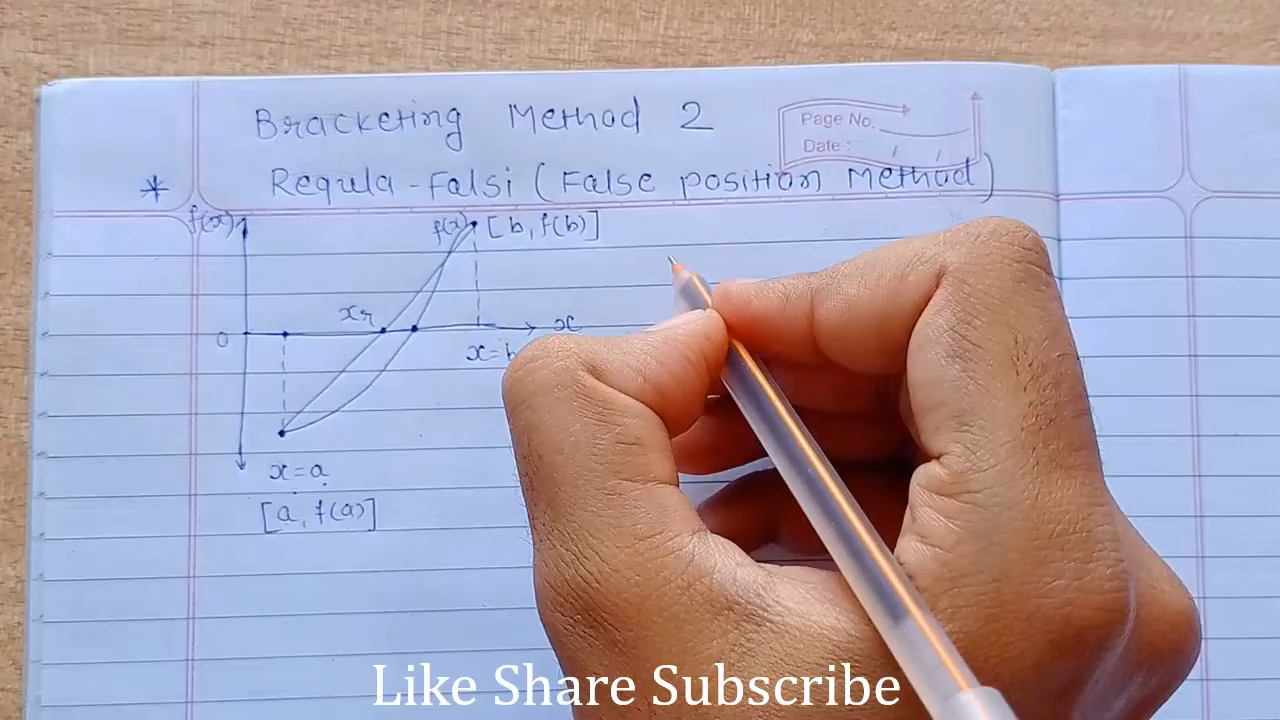 Bracketing Method 2
Page No.
Date : / /
* Regula-Falsi (False position Method)
f(x)
f(x) [b, f(b)]
xr
0
x
x=b
x=a
[a, f(a)]
Like Share Subscribe